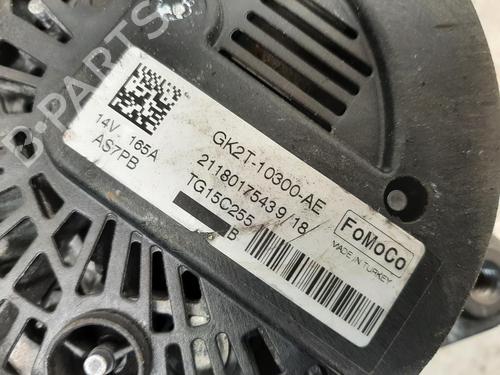 D-PARTS
14V 165A
AS7PB
GK2T-10300-AE
2118017543 9/18
TG15C255
B
FoMoCo
MADE IN TURKEY